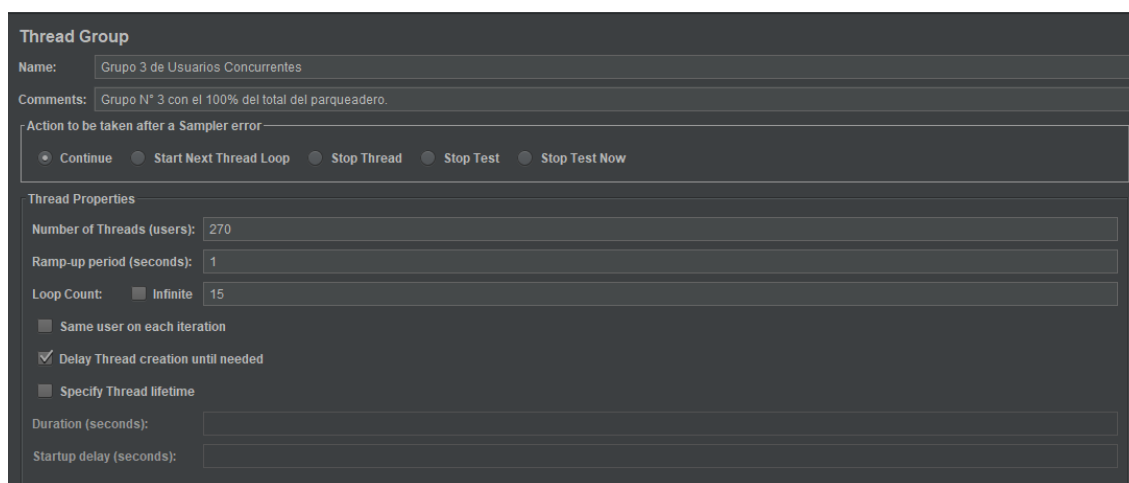 Thread Group
Name: Grupo 3 de Usuarios Concurrentes
Comments: Grupo N° 3 con el 100% del total del parqueadero.
Action to be taken after a Sampler error
Continue Start Next Thread Loop Stop Thread Stop Test Stop Test Now
Thread Properties
Number of Threads (users): 270
Ramp-up period (seconds): 1
Loop Count: Infinite 15
Same user on each iteration
Delay Thread creation until needed
Specify Thread lifetime
Duration (seconds):
Startup delay (seconds):